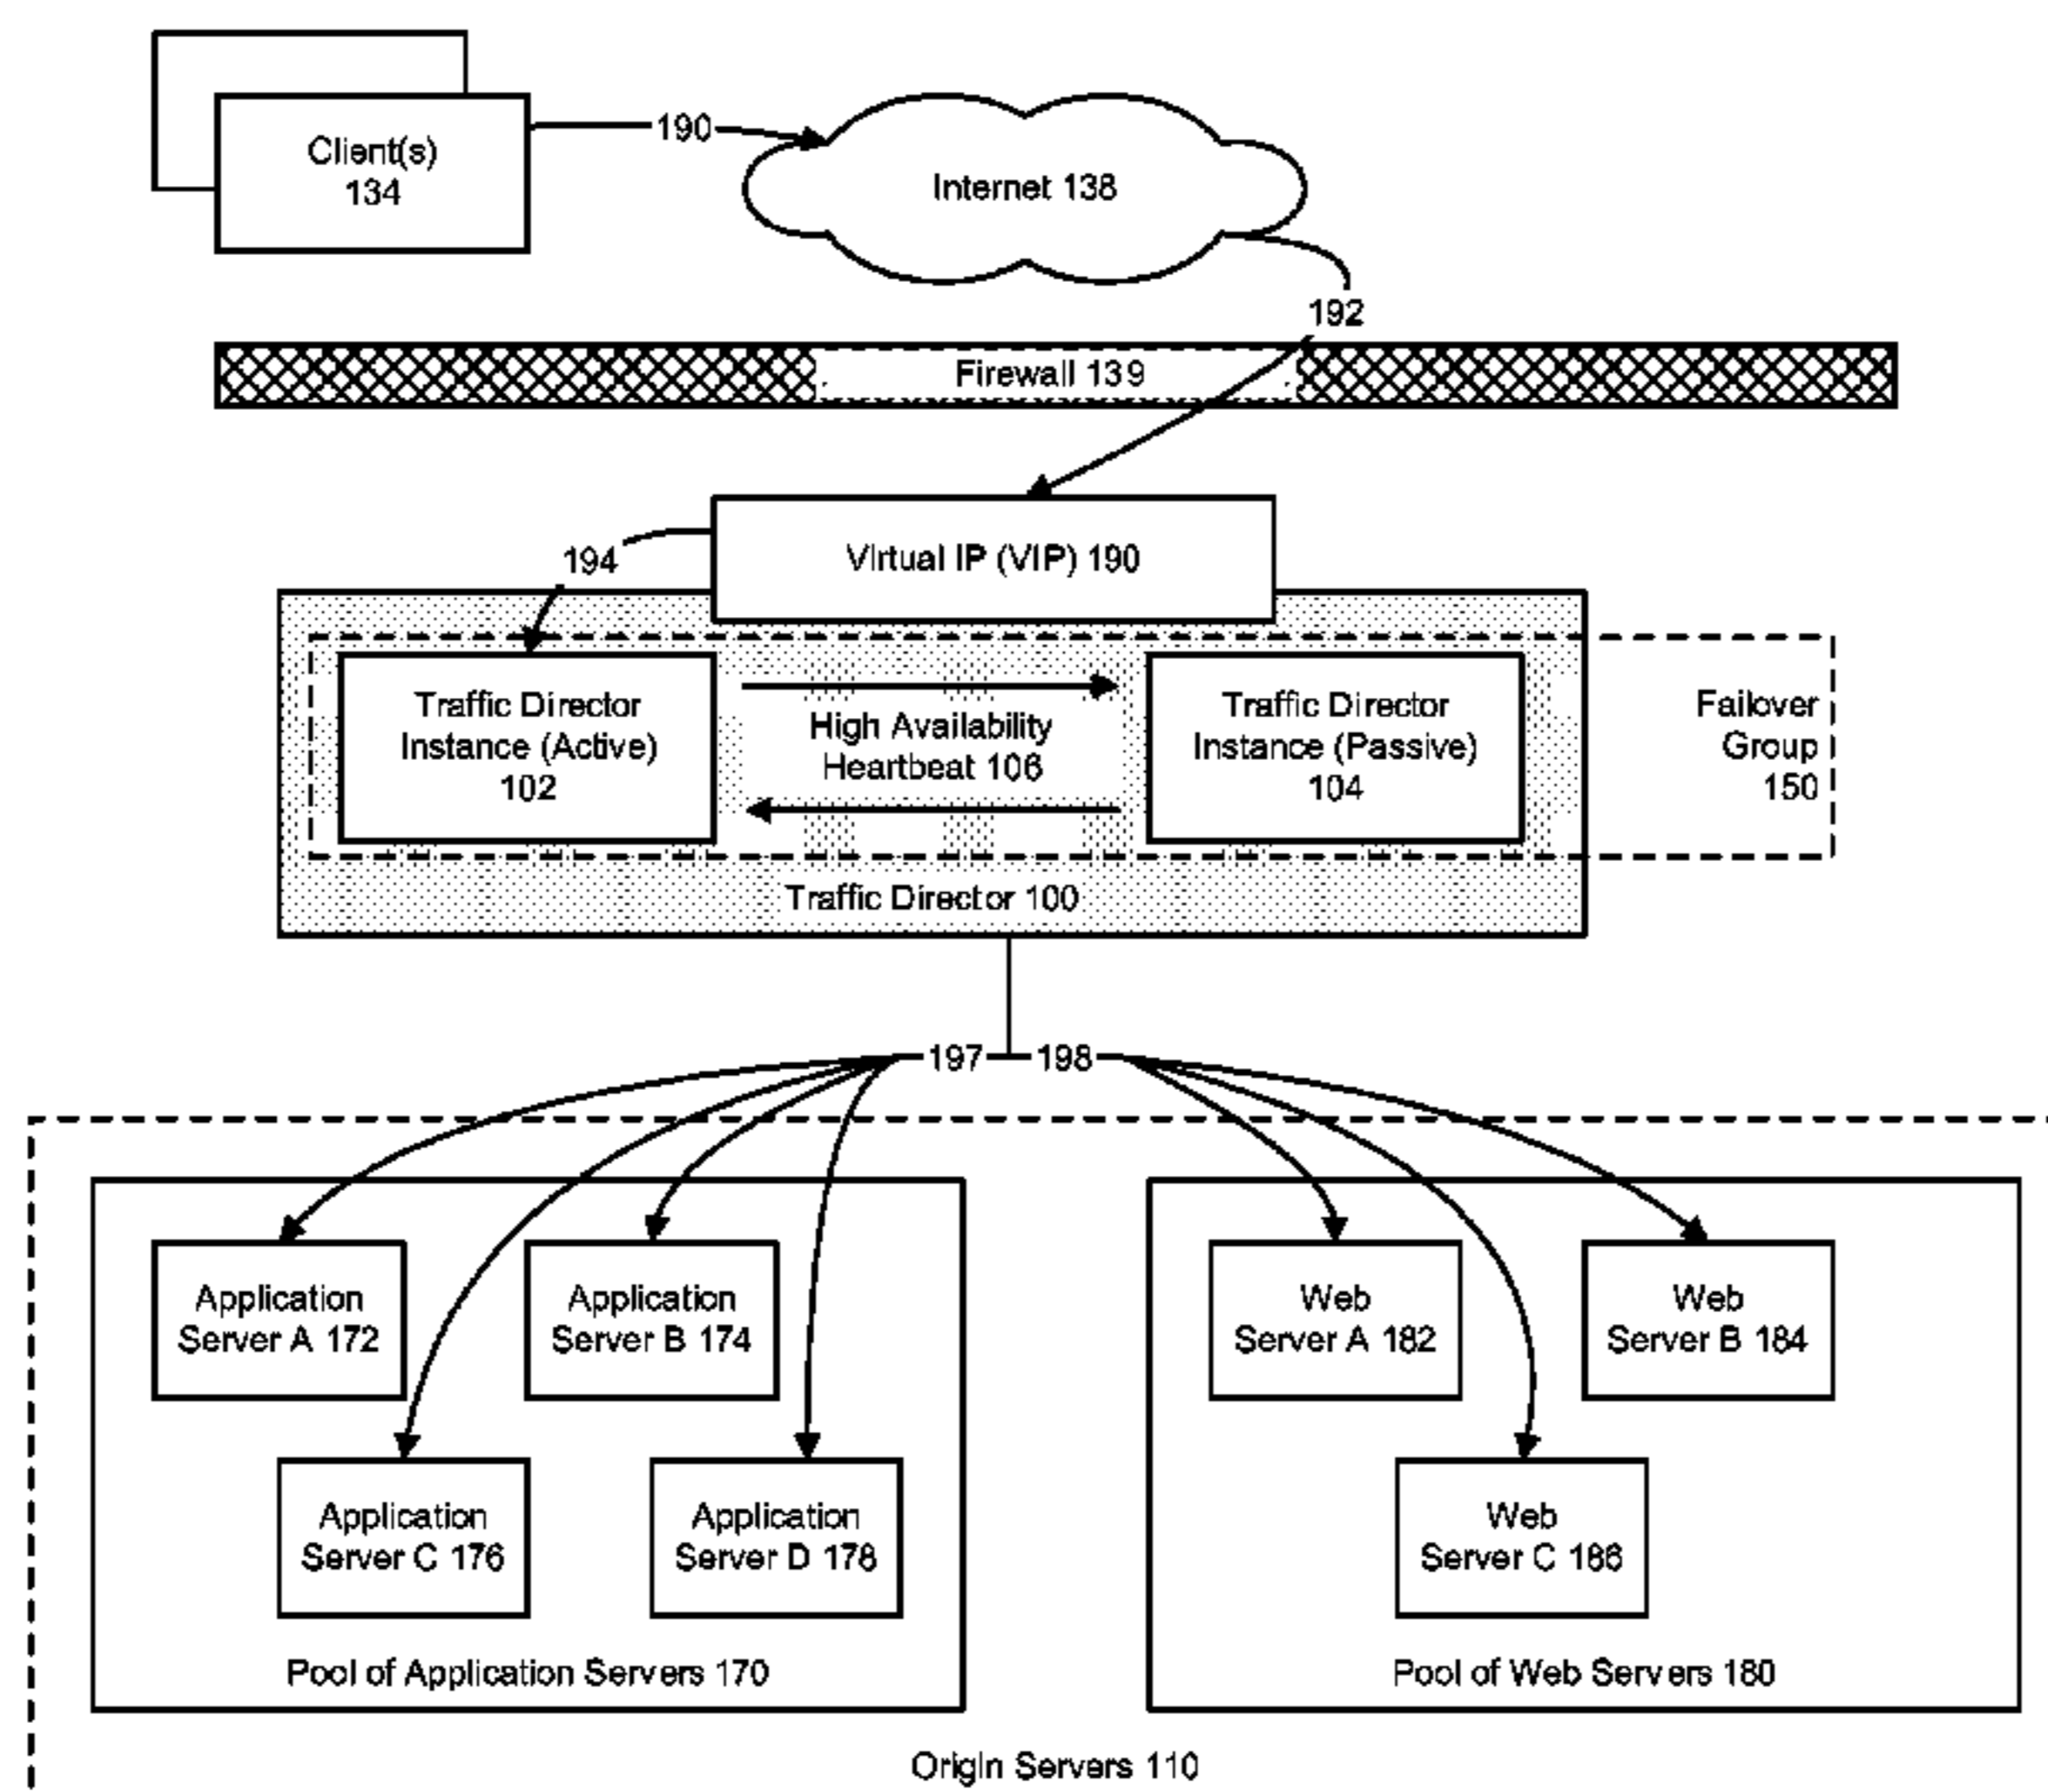 Client(s)
134
190
Internet 138
192
Firewall 139
Virtual IP (VIP) 190
194
Traffic Director
Instance (Active)
102
High Availability
Heartbeat 106
Traffic Director
Instance (Passive)
104
Failover
Group
150
Traffic Director 100
197
198
Application
Server A 172
Application
Server B 174
Application
Server C 176
Application
Server D 178
Pool of Application Servers 170
Web
Server A 182
Web
Server B 184
Web
Server C 186
Pool of Web Servers 180
Origin Servers 110